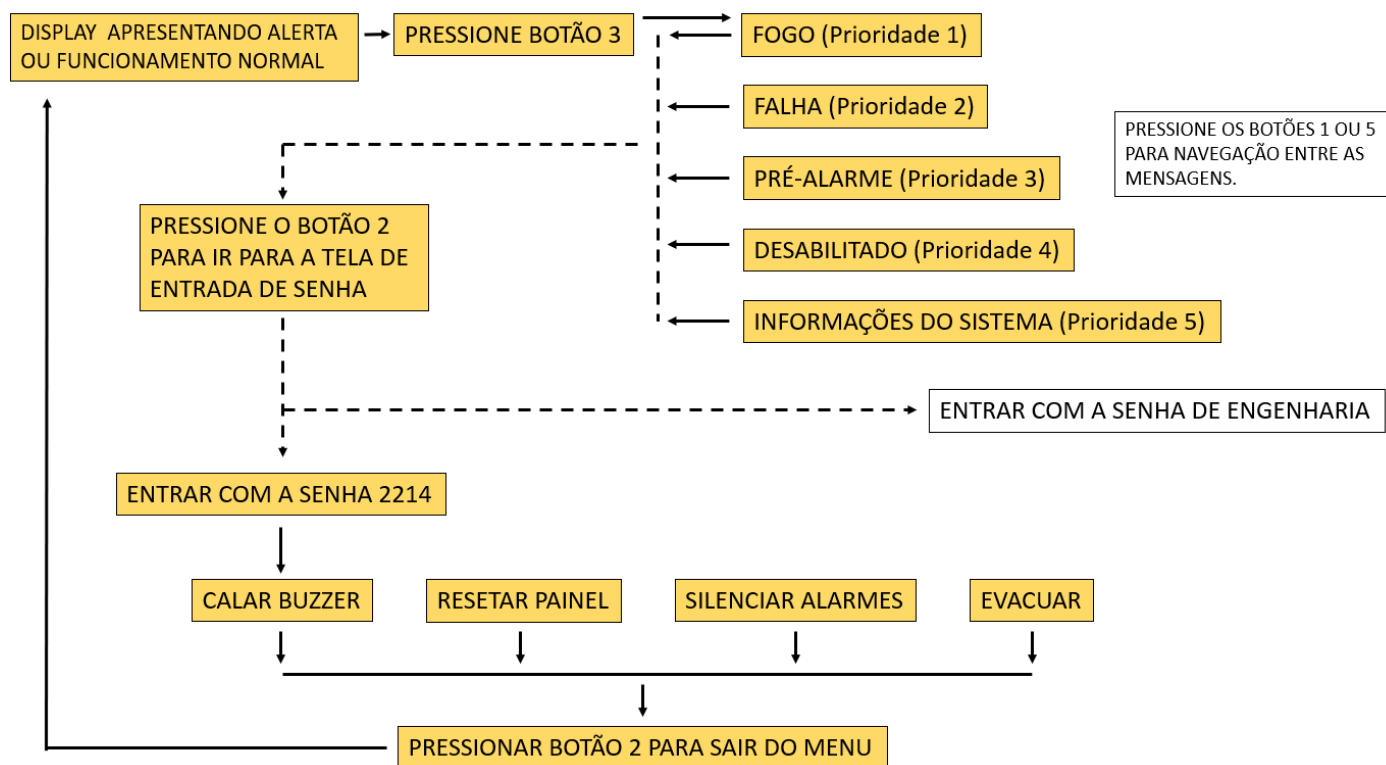 DISPLAY APRESENTANDO ALERTA
OU FUNCIONAMENTO NORMAL
PRESSIONE BOTÃO 3
FOGO (Prioridade 1)
FALHA (Prioridade 2)
PRÉ-ALARME (Prioridade 3)
DESABILITADO (Prioridade 4)
INFORMAÇÕES DO SISTEMA (Prioridade 5)
PRESSIONE OS BOTÕES 1 OU 5
PARA NAVEGAÇÃO ENTRE AS
MENSAGENS.
PRESSIONE O BOTÃO 2
PARA IR PARA A TELA DE
ENTRADA DE SENHA
ENTRAR COM A SENHA DE ENGENHARIA
ENTRAR COM A SENHA 2214
CALAR BUZZER
RESETAR PAINEL
SILENCIAR ALARMES
EVACUAR
PRESSIONAR BOTÃO 2 PARA SAIR DO MENU